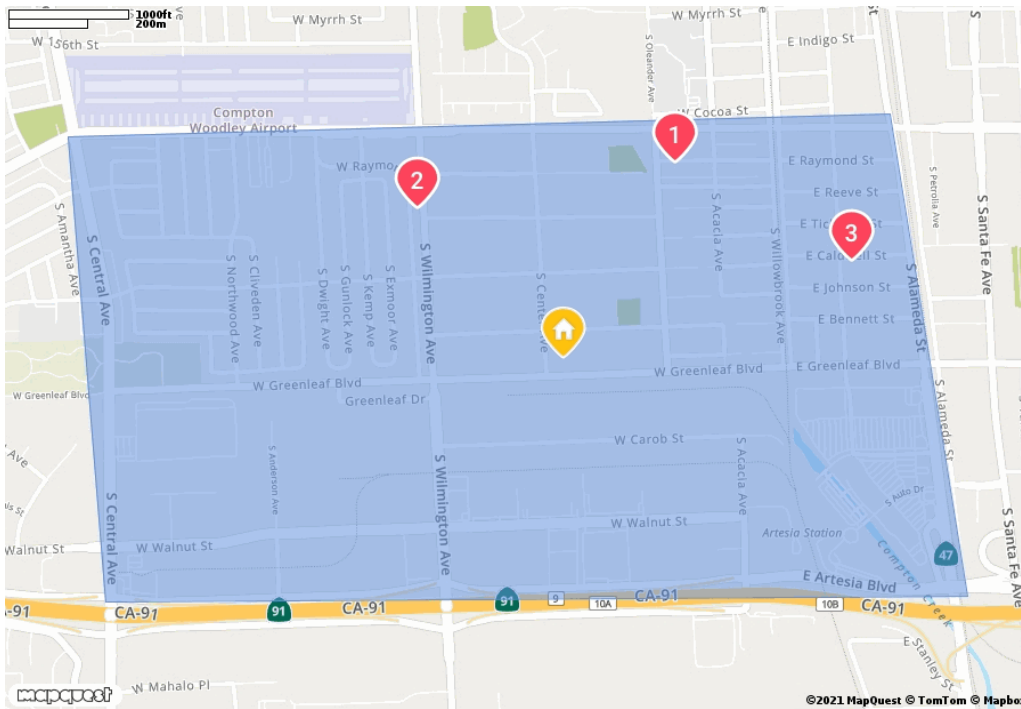 1000ft
200m
W Myrrh St
W Myrrh St
S Santa Fe Ave
W 156th St
E Indigo St
S Oleander Ave
Compton
Woodley Airport
W Cocoa St
1
W Raymo
2
E Raymond St
E Reeve St
S Petrolia Ave
S Amantha Ave
S Central Ave
S Acacia Ave
3
E Caldwell St
S Northwood Ave
S Cliveden Ave
S Dwight Ave
S Gunlock Ave
S Kemp Ave
S Exmoor Ave
S Wilmington Ave
S Willowbrook Ave
E Johnson St
S Alameda St
E Bennett St
W Greenleaf Blvd
W Greenleaf Blvd
W Greenleaf Blvd
E Greenleaf Blvd
Greenleaf Dr
S Alameda St
W Carob St
S Anderson Ave
S Wilmington Ave
S Acacia Ave
S Auto Dr
S Central Ave
Walnut St
W Walnut St
W Walnut St
Artesia Station
Compton Creek
47
S Santa Fe Ave
E Artesia Blvd
CA-91
91
CA-91
91
9
10A
CA-91
10B
CA-91
E Stanley St
W Mahalo Pl
mapquest
©2021 MapQuest © TomTom © Mapbox